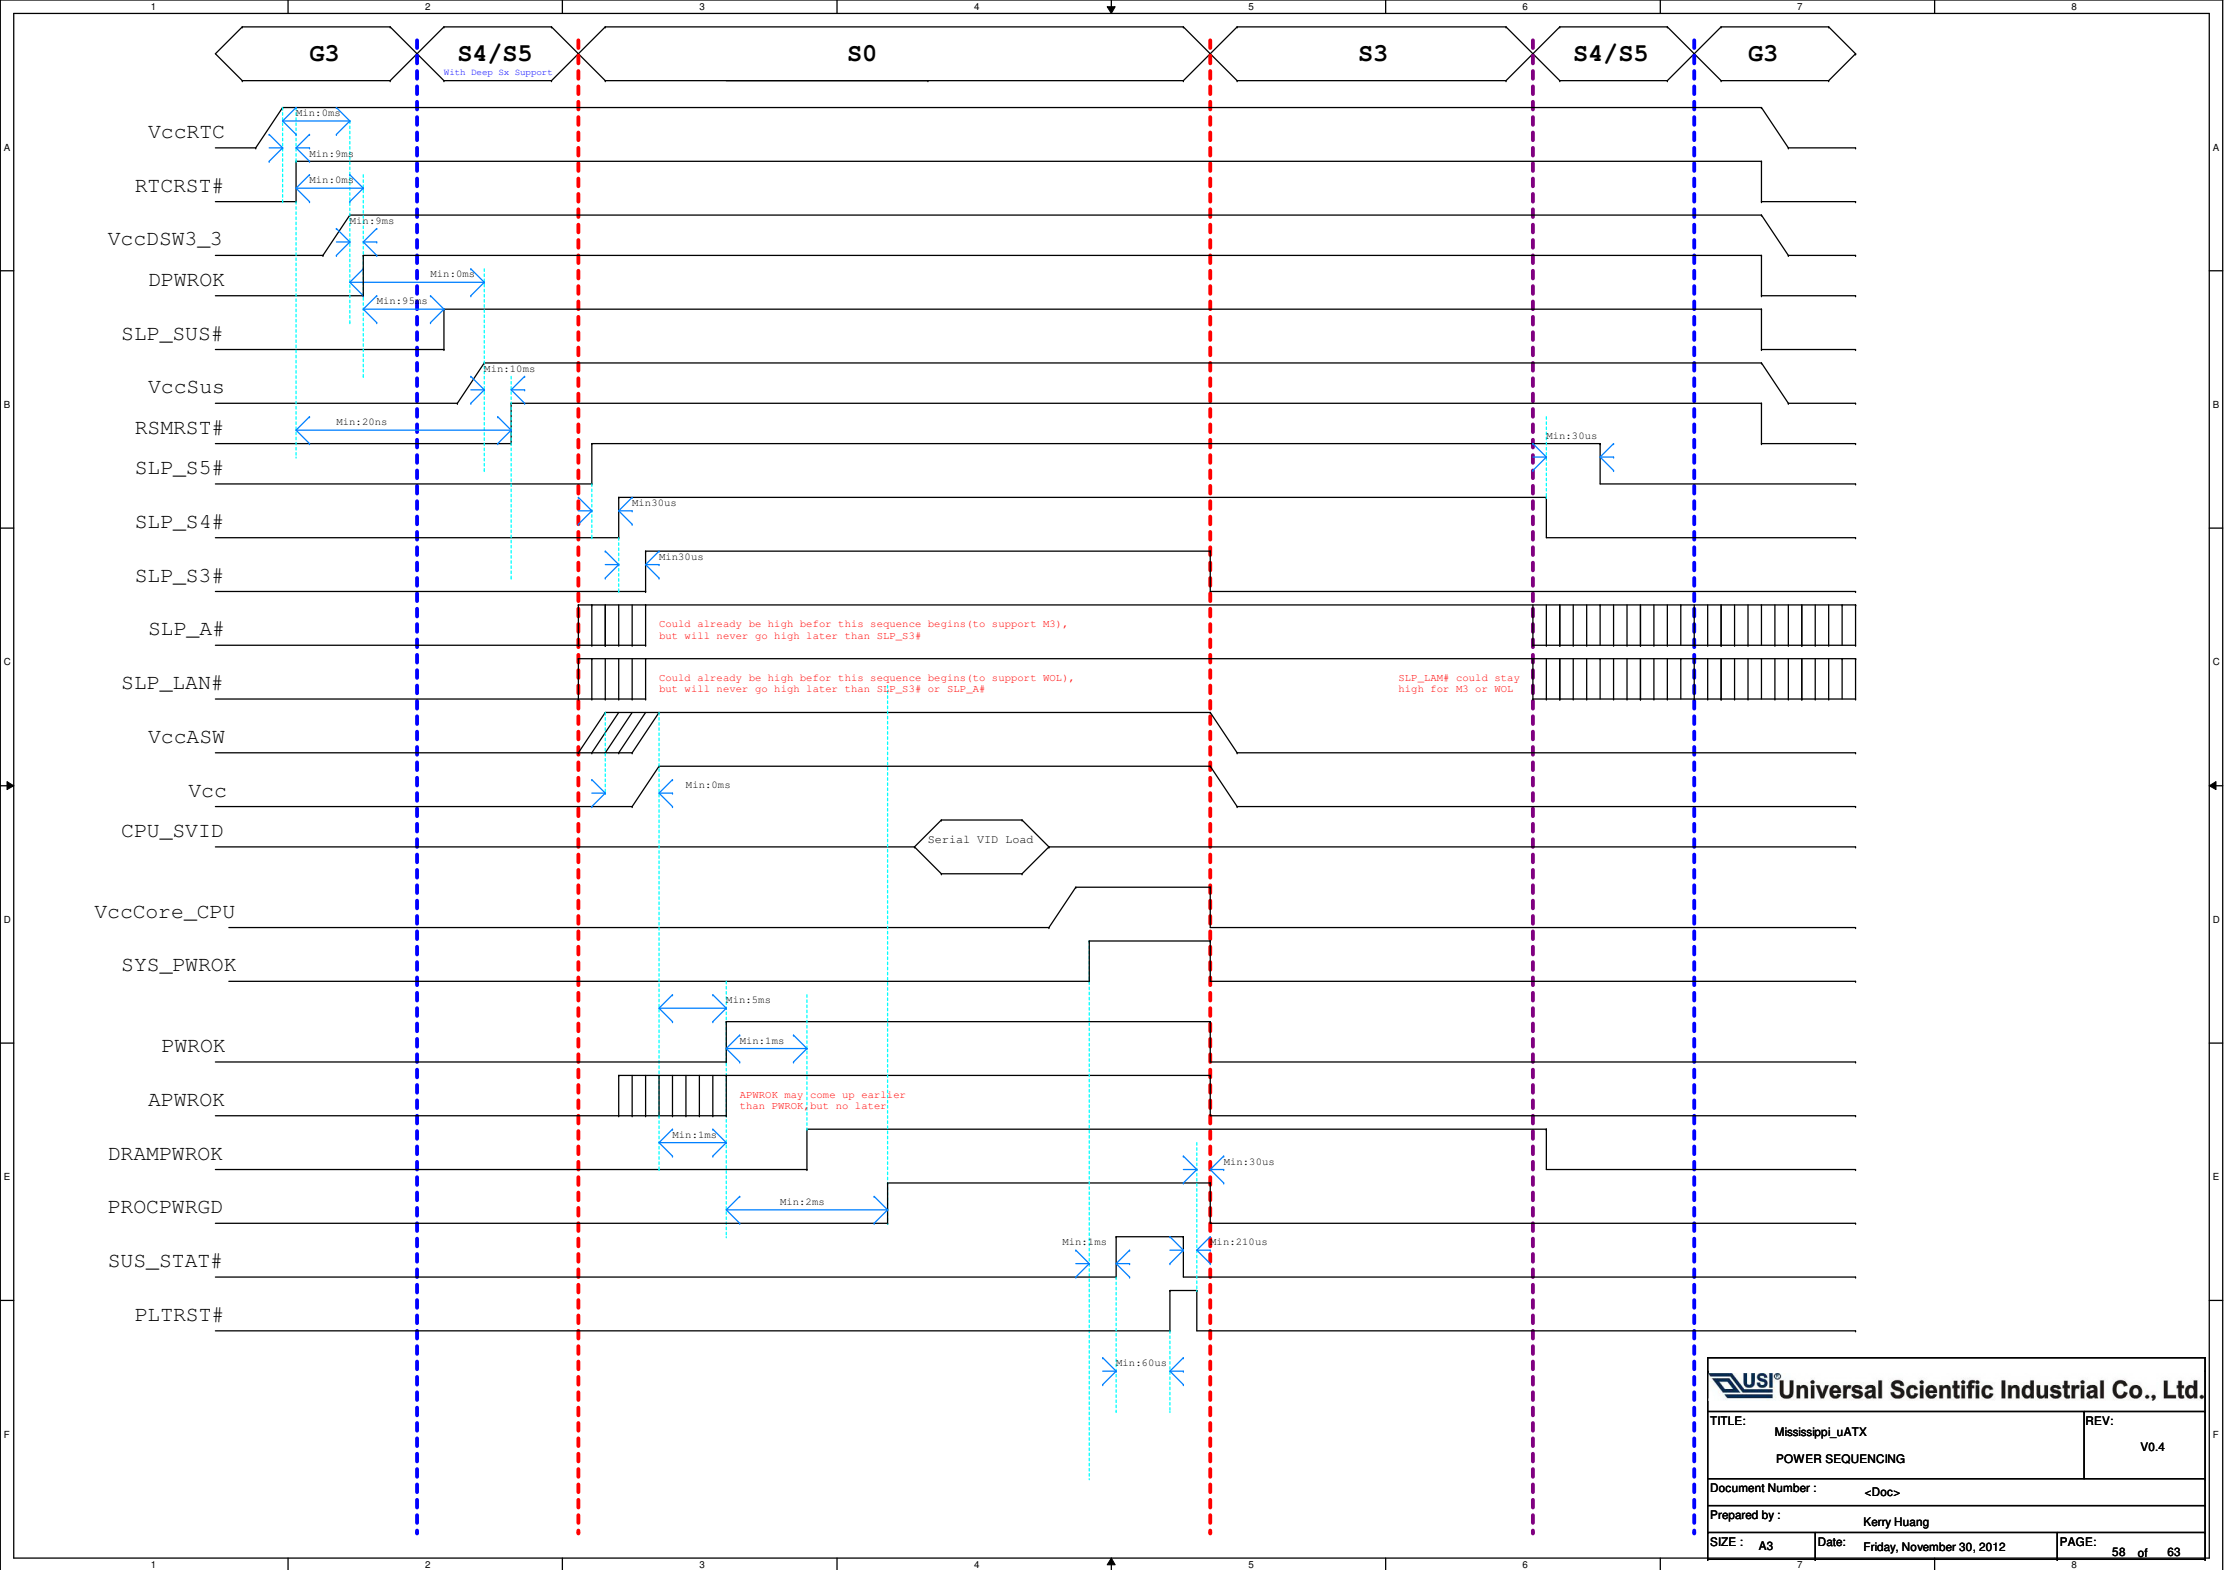 1 2 3 4 5 6 7 8
G3 S4/S5 S0 S3 S4/S5 G3
With Deep Sx Support
Min:0ms
VccRTC
A A
Min:9ms
RTCRST#
Min:0ms
Min:9ms
VccDSW3_3
DPWROK
Min:0ms
Min:95ms
SLP_SUS#
Min:10ms
VccSus
B B
RSMRST#
Min:20ns
Min:30us
SLP_S5#
Min30us
SLP_S4#
Min30us
SLP_S3#
SLP_A#
Could already be high befor this sequence begins(to support M3),
but will never go high later than SLP_S3#
C C
SLP_LAN#
Could already be high befor this sequence begins(to support WOL),
but will never go high later than SLP_S3# or SLP_A#
SLP_LAM# could stay
high for M3 or WOL
VccASW
Vcc
Min:0ms
CPU_SVID
Serial VID Load
VccCore_CPU
D D
SYS_PWROK
Min:5ms
PWROK
Min:1ms
APWROK
APWROK may come up earlier
than PWROK,but no later
Min:1ms
DRAMPWROK
Min:30us
E E
PROCPWRGD
Min:2ms
Min:1ms
Min:210us
SUS_STAT#
PLTRST#
Min:60us
USI® Universal Scientific Industrial Co., Ltd.
TITLE:
Mississippi_uATX
POWER SEQUENCING
REV:
V0.4
F F
Document Number : <Doc>
Prepared by : Kerry Huang
SIZE : A3 Date: Friday, November 30, 2012 PAGE: 58 of 63
1 2 3 4 5 6 7 8